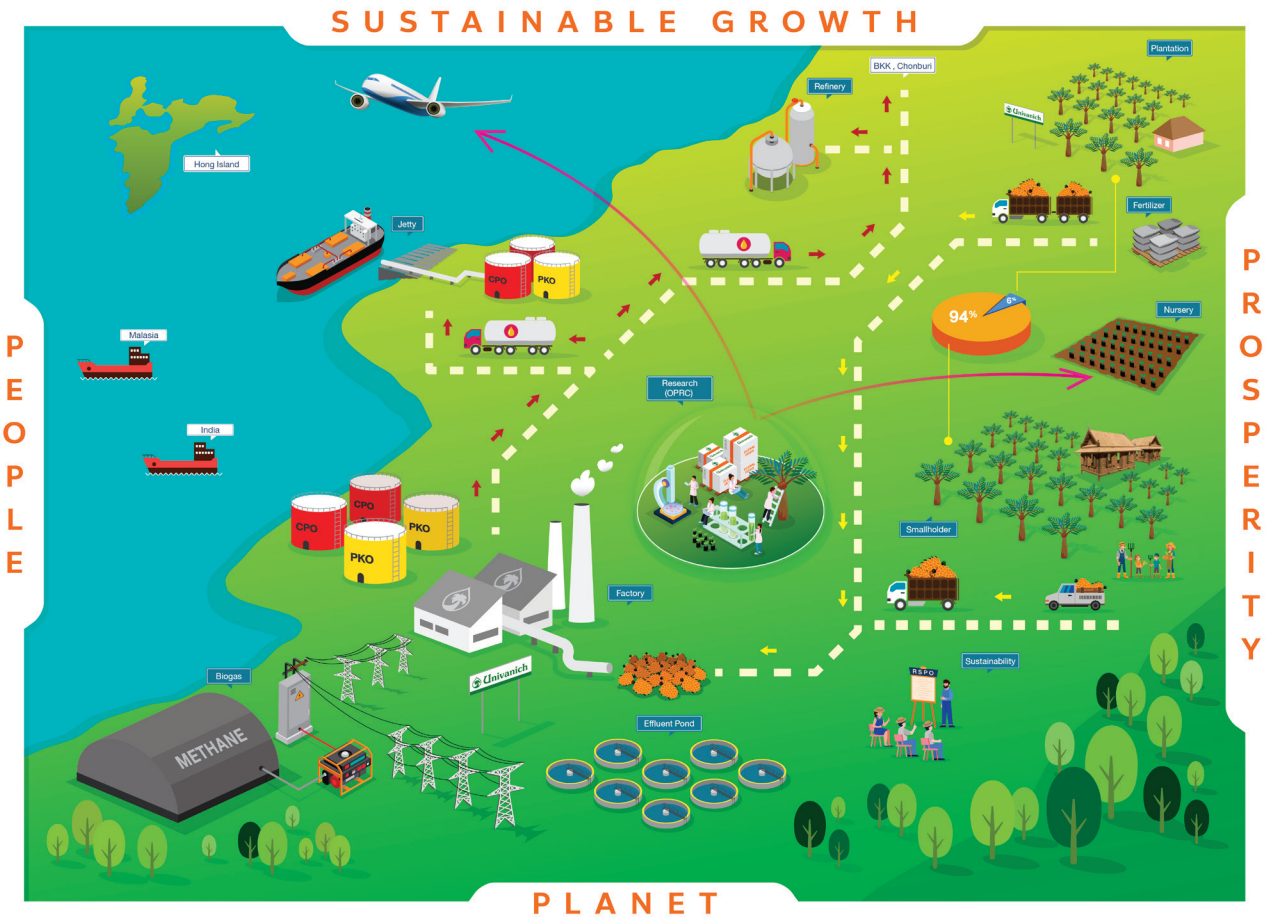 SUSTAINABLE GROWTH
BKK , Chonburi
Plantation
Refinery
Univanich
Hong Island
Fertilizer
Jetty
CPO
PKO
94%
6%
Nursery
Malasia
Research
(OPRC)
India
CPO
CPO
PKO
PKO
Smallholder
Factory
Sustainability
RSPO
Univanich
Biogas
METHANE
Effluent Pond
PEOPLE
PROSPERITY
PLANET